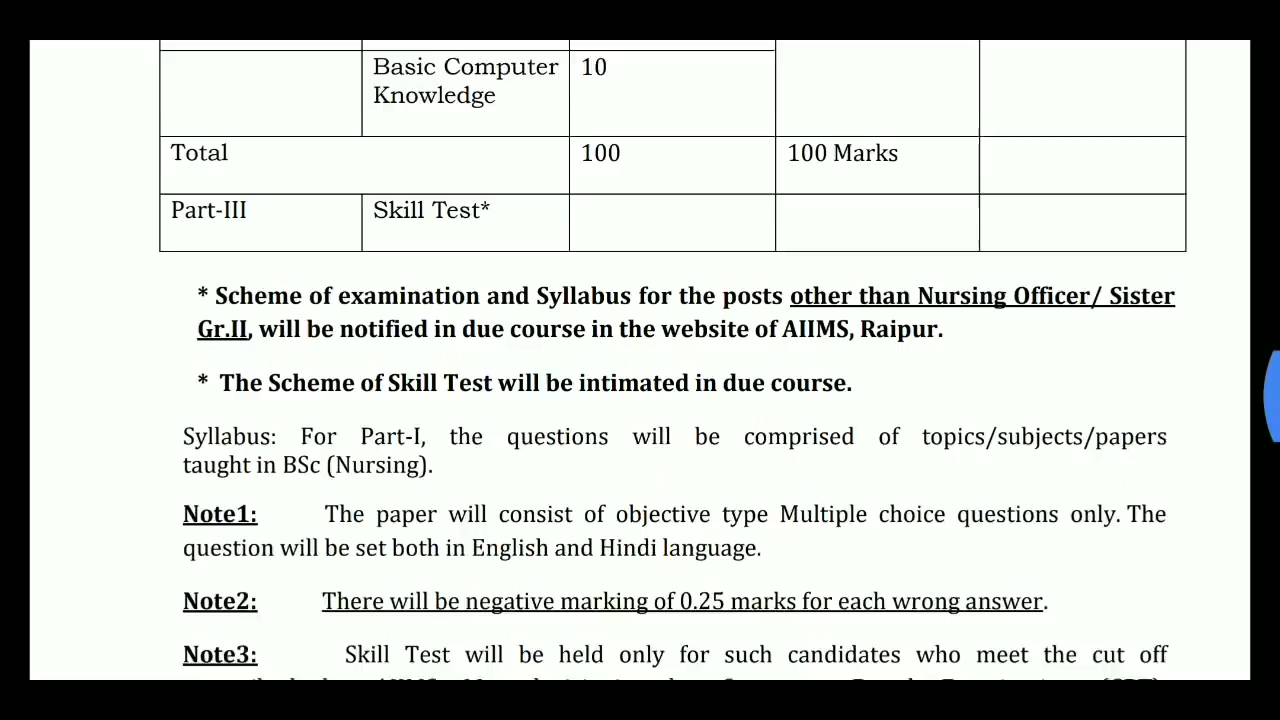 Basic Computer 10
Knowledge
Total 100 100 Marks
Part-III Skill Test*
* Scheme of examination and Syllabus for the posts other than Nursing Officer/ Sister
Gr.II, will be notified in due course in the website of AIIMS, Raipur.
* The Scheme of Skill Test will be intimated in due course.
Syllabus: For Part-I, the questions will be comprised of topics/subjects/papers
taught in BSc (Nursing).
Note1: The paper will consist of objective type Multiple choice questions only. The
question will be set both in English and Hindi language.
Note2: There will be negative marking of 0.25 marks for each wrong answer.
Note3: Skill Test will be held only for such candidates who meet the cut off